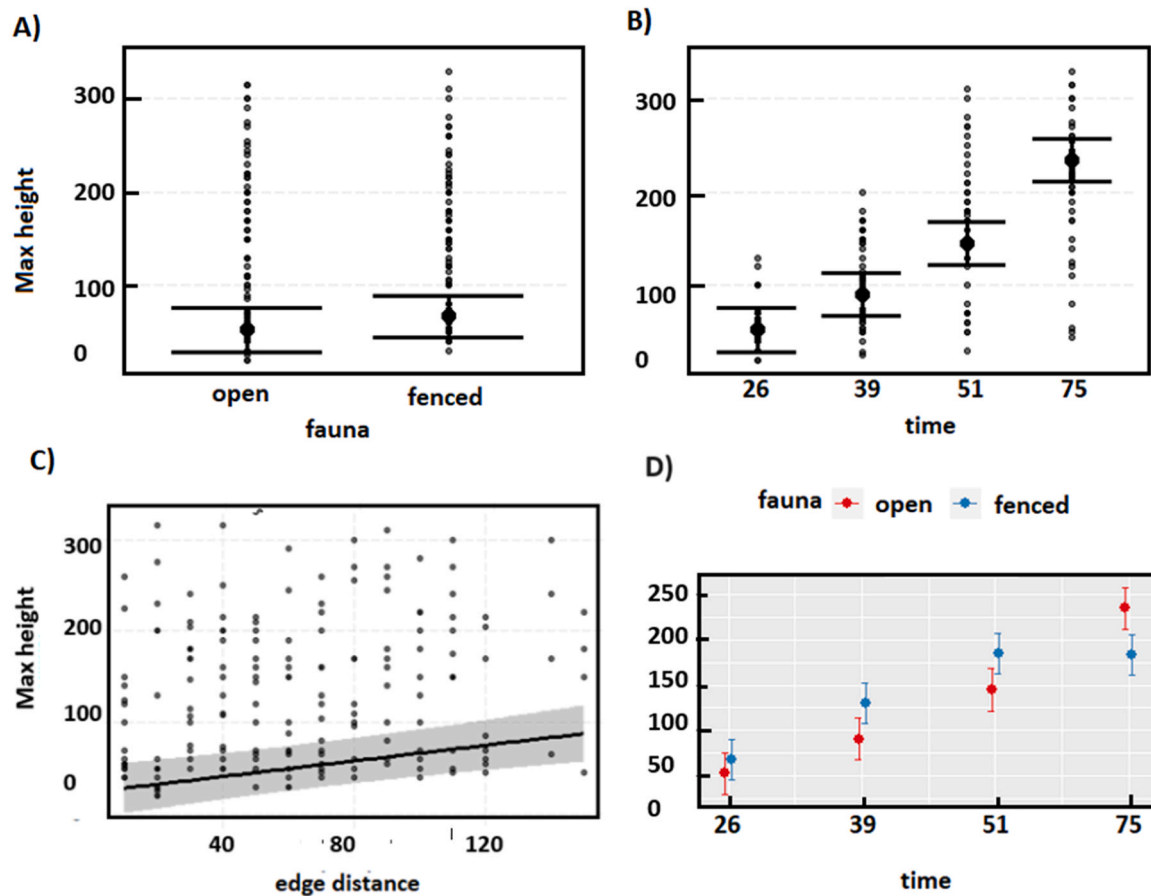 A)
Max height
300
200
100
0
open fenced
fauna
B)
300
200
100
0
26 39 51 75
time
C)
Max height
300
200
100
0
40 80 120
edge distance
D)
fauna open fenced
250
200
150
100
50
0
26 39 51 75
time